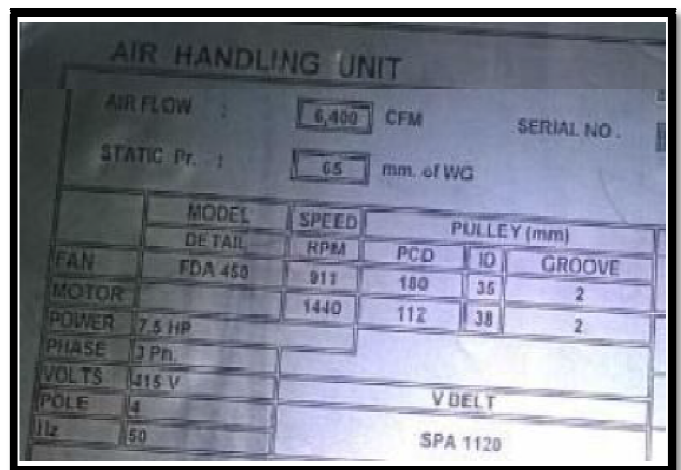 AIR HANDLING UNIT
AIR FLOW : 6,400 CFM SERIAL NO.
STATIC Pr. : 65 mm. of WG
MODEL SPEED PULLEY (mm)
DETAIL RPM PCD ID GROOVE
FAN FDA 450 911 180 35 2
MOTOR 1440 112 38 2
POWER 7.5 HP
PHASE 3 Ph.
VOLTS 415 V
V BELT
POLE 4
SPA 1120
Hz 50